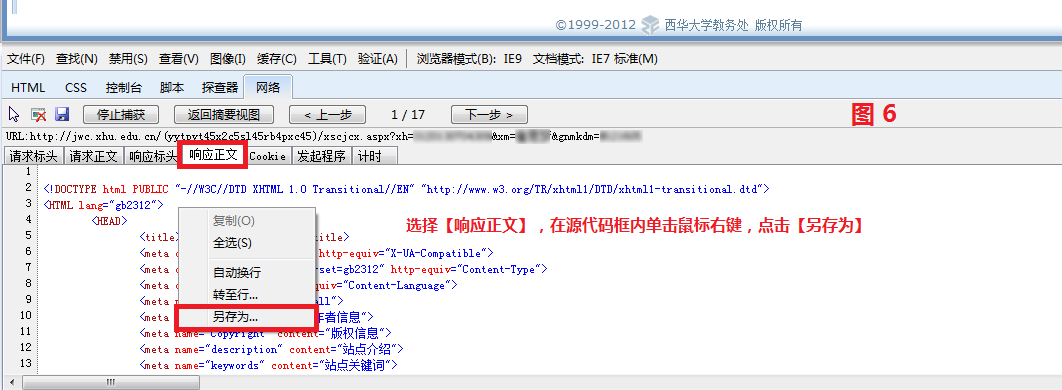 ©1999-2012 西华大学教务处 版权所有
文件(F) 查找(N) 禁用(S) 查看(V) 图像(I) 缓存(C) 工具(T) 验证(A) 浏览器模式(B): IE9 文档模式: IE7 标准(M)
HTML CSS 控制台 脚本 探查器 网络
停止捕获 返回摘要视图 < 上一步 1 / 17 下一步 >
图 6
URL:http://jwc.xhu.edu.cn/(yytpyt45x2c5sl45rb4pxc45)/xscjcx.aspx?xh= &xm= &gnmkdm=
请求标头 请求正文 响应标头 响应正文 Cookie 发起程序 计时
1
2 <!DOCTYPE html PUBLIC "-//W3C//DTD XHTML 1.0 Transitional//EN" "http://www.w3.org/TR/xhtml1/DTD/xhtml1-transitional.dtd">
3 <HTML lang="gb2312">
4 <HEAD>
5 <title> title>
6 <meta http-equiv="X-UA-Compatible">
7 <meta rset=gb2312" http-equiv="Content-Type">
8 <meta quiv="Content-Language">
9 <meta ll">
10 <meta 者信息">
11 <meta name="Copyright" content="版权信息">
12 <meta name="description" content="站点介绍">
13 <meta name="keywords" content="站点关键词">
复制(O)
全选(S)
自动换行
转至行...
另存为...
选择【响应正文】，在源代码框内单击鼠标右键，点击【另存为】